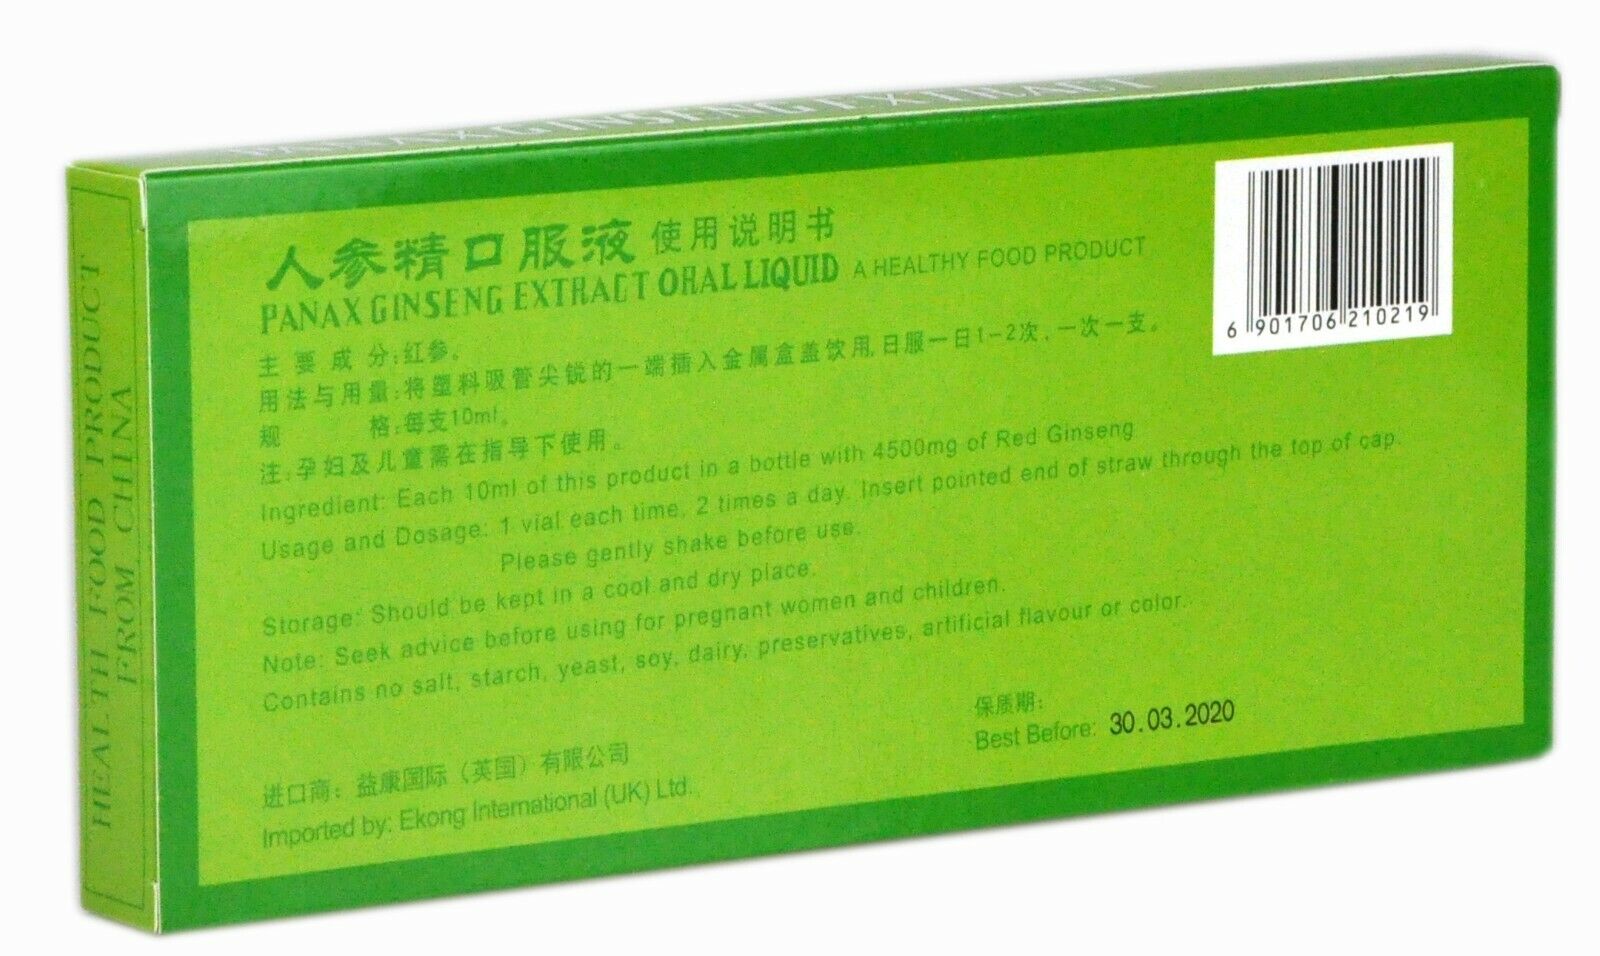 PANAX GINSENG EXTRACT
HEALTH FOOD PRODUCT
FROM CHINA
人参精口服液 使用说明书
PANAX GINSENG EXTRACT ORAL LIQUID A HEALTHY FOOD PRODUCT
主要成分:红参。
用法与用量:将塑料吸管尖锐的一端插入金属盒盖饮用,日服一日1-2次,一次一支。
规 格:每支10ml。
注:孕妇及儿童需在指导下使用。
Ingredient: Each 10ml of this product in a bottle with 4500mg of Red Ginseng
Usage and Dosage: 1 vial each time, 2 times a day. Insert pointed end of straw through the top of cap.
Please gently shake before use.
Storage: Should be kept in a cool and dry place.
Note: Seek advice before using for pregnant women and children.
Contains no salt, starch, yeast, soy, dairy, preservatives, artificial flavour or color.
保质期:
Best Before: 30.03.2020
进口商:益康国际(英国)有限公司
Imported by: Ekong International (UK) Ltd.
6 901706 210219